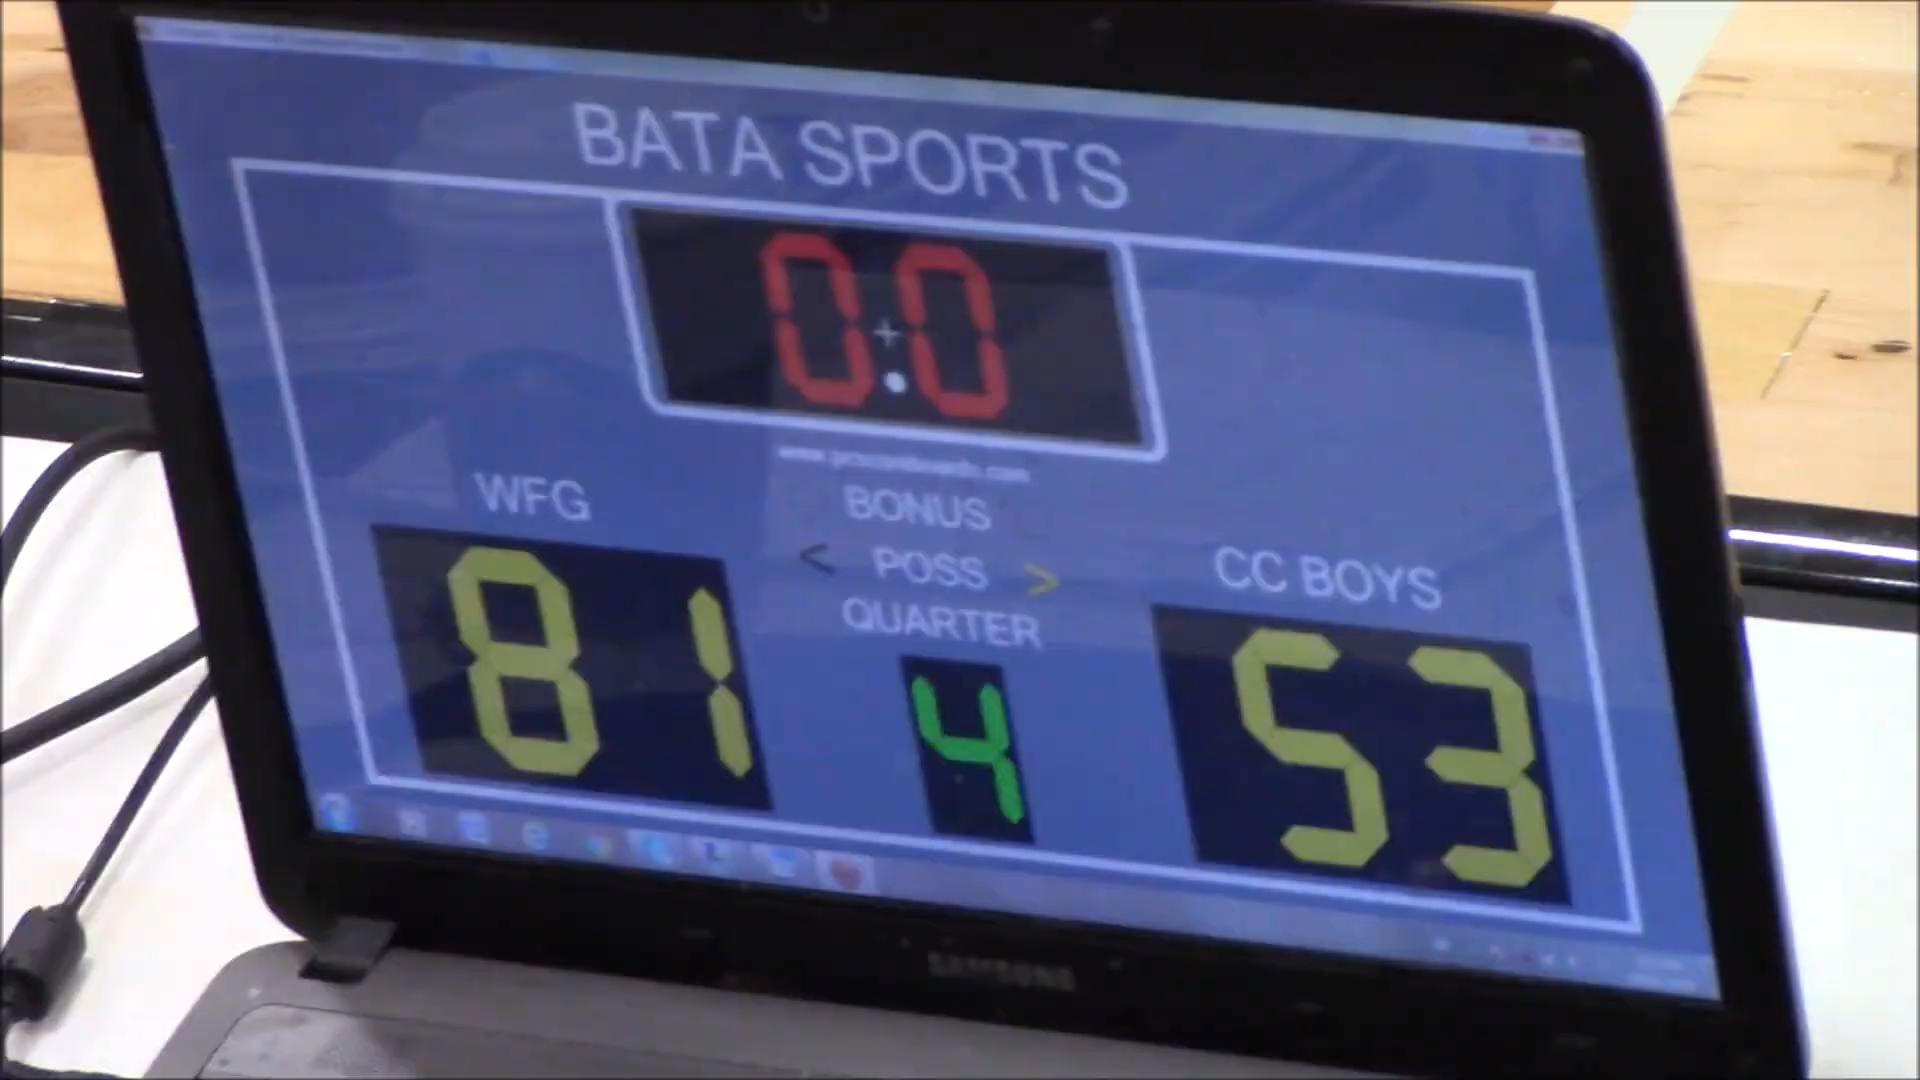 BATA SPORTS
0.0
WFG
BONUS
< POSS >
CC BOYS
QUARTER
81
4
53
SAMSUNG